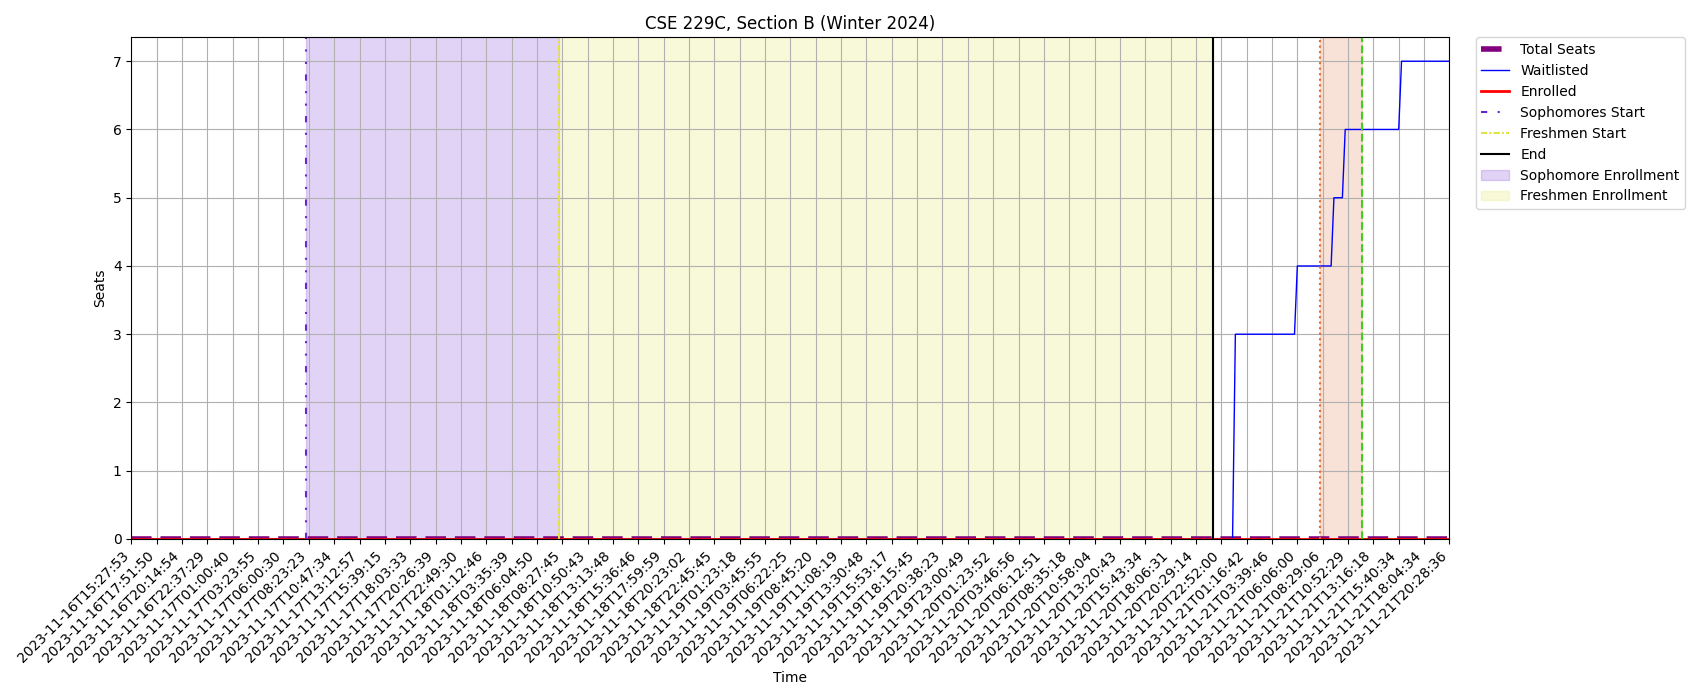 CSE 229C, Section B (Winter 2024)
7
6
5
4
3
2
1
0
Seats
2023-11-16T15:27:53
2023-11-16T17:51:50
2023-11-16T20:14:54
2023-11-16T22:37:29
2023-11-17T01:00:40
2023-11-17T03:23:55
2023-11-17T06:00:30
2023-11-17T08:23:23
2023-11-17T10:47:34
2023-11-17T13:12:57
2023-11-17T15:39:15
2023-11-17T18:03:33
2023-11-17T20:26:39
2023-11-17T22:49:30
2023-11-18T01:12:46
2023-11-18T03:35:39
2023-11-18T06:04:50
2023-11-18T08:27:45
2023-11-18T10:50:43
2023-11-18T13:13:48
2023-11-18T15:36:46
2023-11-18T17:59:59
2023-11-18T20:23:02
2023-11-18T22:45:45
2023-11-19T01:23:18
2023-11-19T03:45:55
2023-11-19T06:22:25
2023-11-19T08:45:20
2023-11-19T11:08:19
2023-11-19T13:30:48
2023-11-19T15:53:17
2023-11-19T18:15:45
2023-11-19T20:38:23
2023-11-19T23:00:49
2023-11-20T01:23:52
2023-11-20T03:46:56
2023-11-20T06:12:51
2023-11-20T08:35:18
2023-11-20T10:58:04
2023-11-20T13:20:43
2023-11-20T15:43:34
2023-11-20T18:06:31
2023-11-20T20:29:14
2023-11-20T22:52:00
2023-11-21T01:16:42
2023-11-21T03:39:46
2023-11-21T06:06:00
2023-11-21T08:29:06
2023-11-21T10:52:29
2023-11-21T13:16:18
2023-11-21T15:40:34
2023-11-21T18:04:34
2023-11-21T20:28:36
Time
Total Seats
Waitlisted
Enrolled
Sophomores Start
Freshmen Start
End
Sophomore Enrollment
Freshmen Enrollment